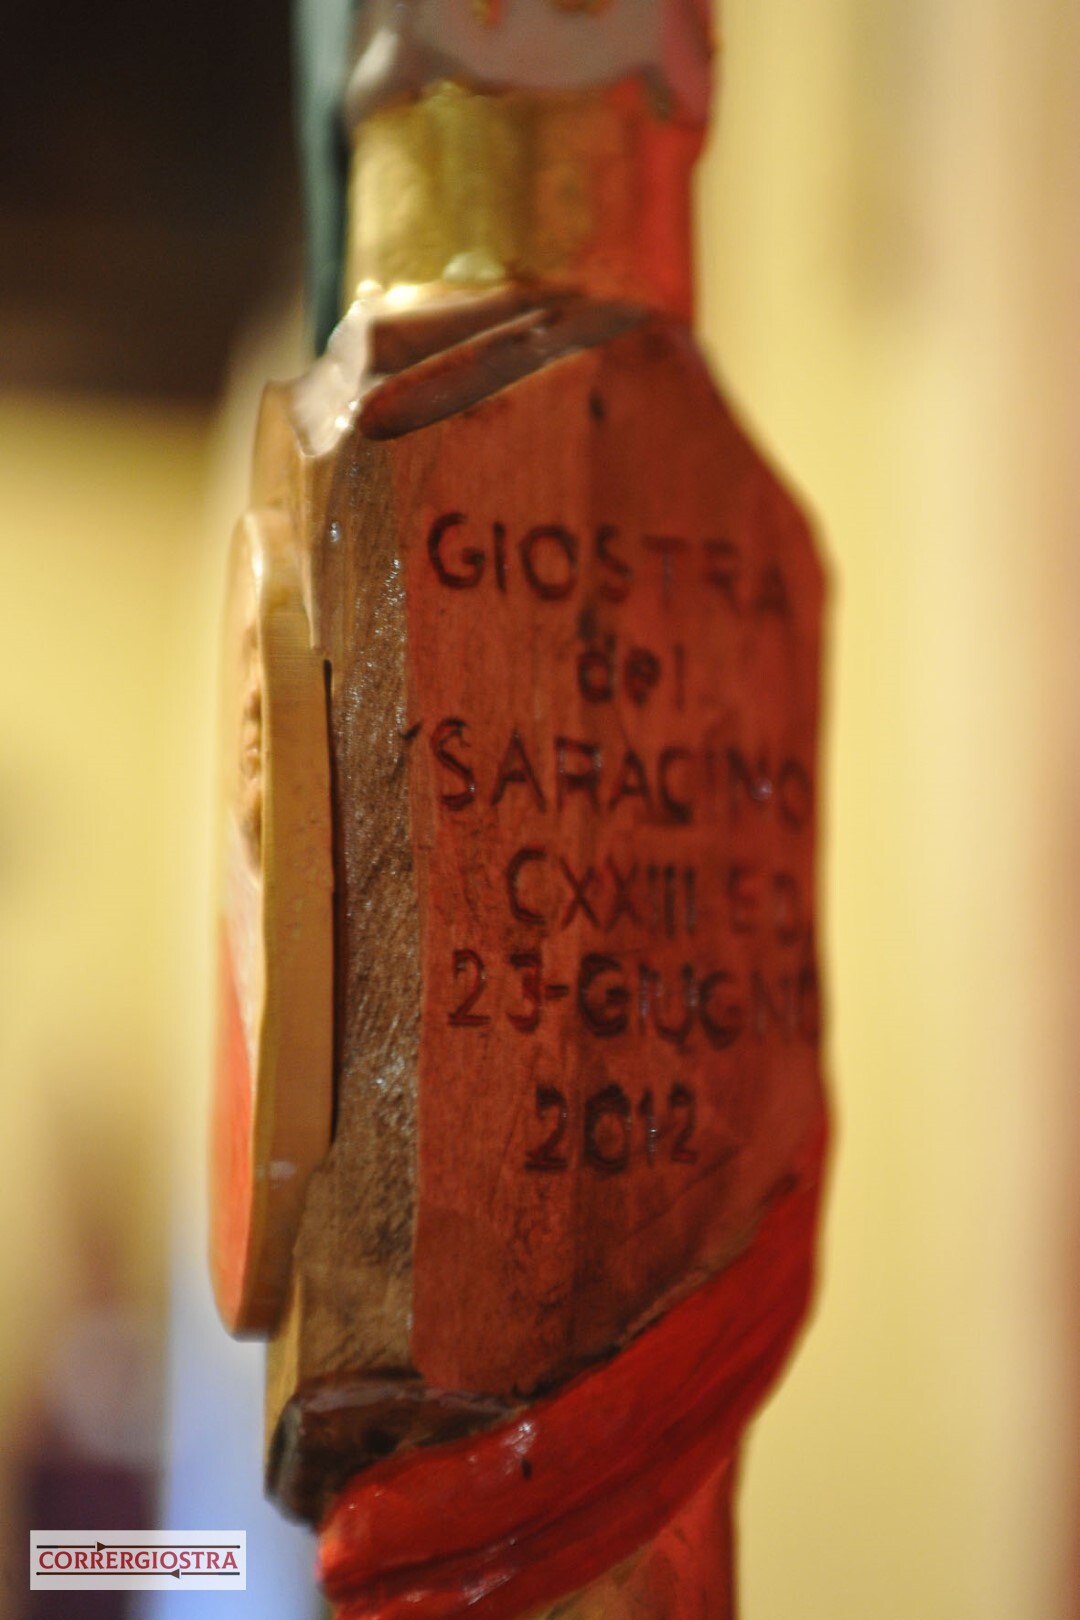 GIOSTRA
del
SARACINO
CXXIII ED
23-GIUGNO
2012
CORRERGIOSTRA